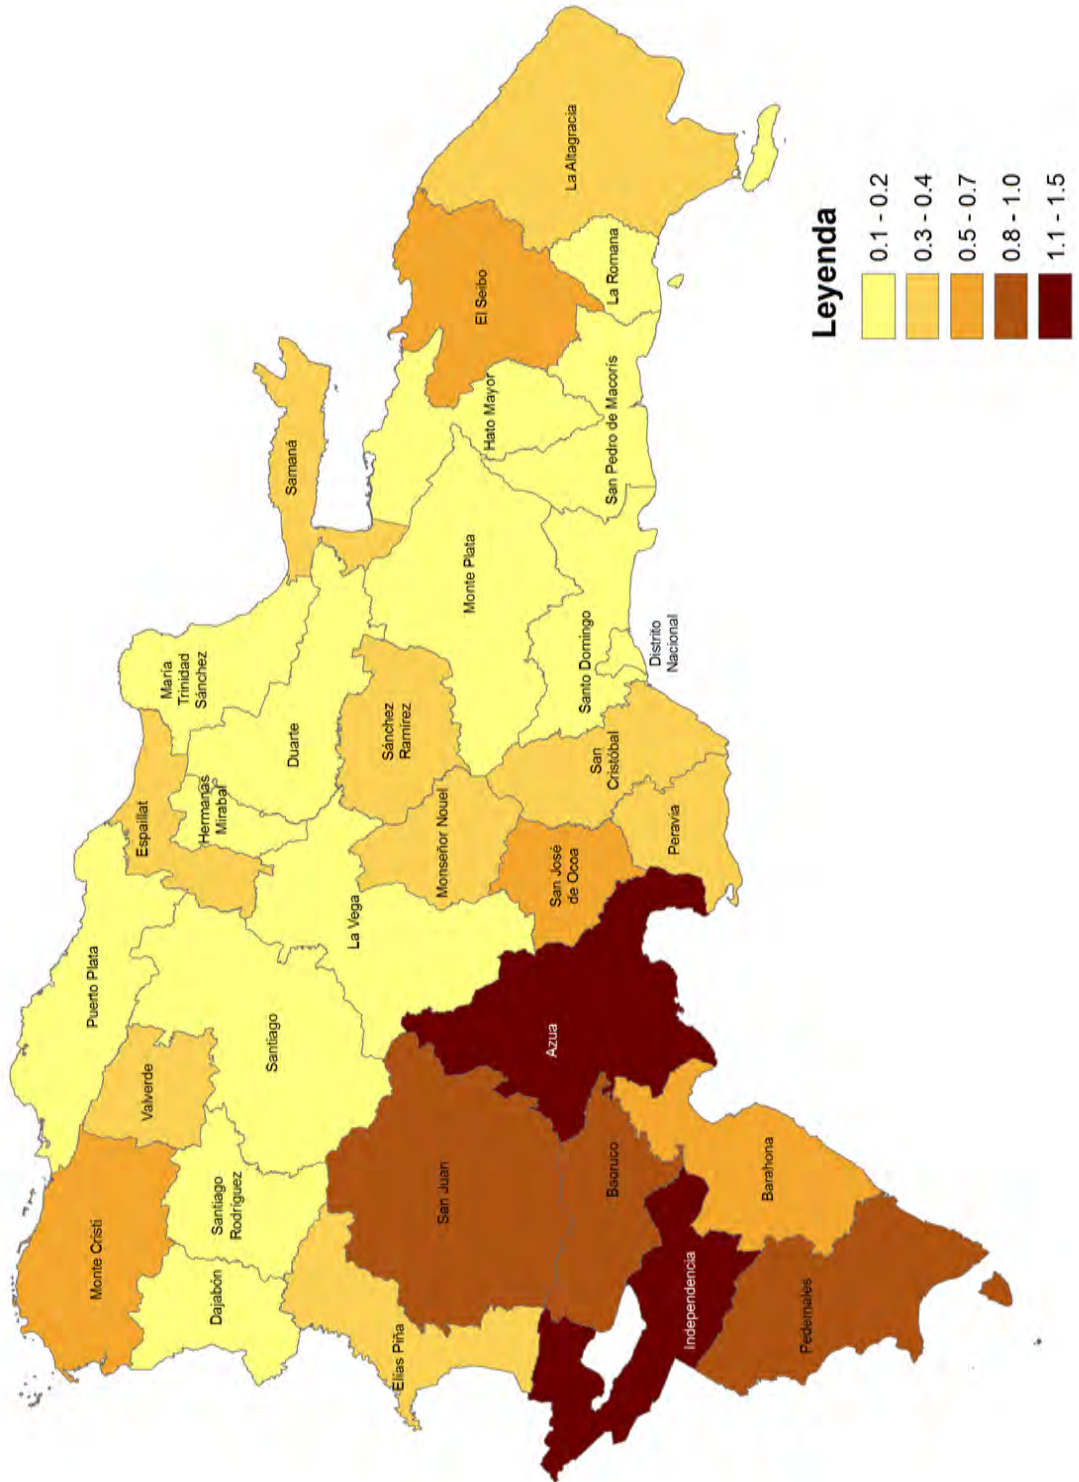 Monte Cristi
Puerto Plata
Valverde
Espaillat
María
Trinidad
Sánchez
Hermanas
Mirabal
Dajabón
Santiago
Rodríguez
Santiago
Duarte
Samaná
La Vega
Sánchez
Ramírez
Elías Piña
San Juan
Monseñor Nouel
Monte Plata
Hato Mayor
El Seibo
La Altagracia
Azua
San José
de Ocoa
San
Cristóbal
Santo Domingo
San Pedro de Macorís
La Romana
Baoruco
Peravia
Distrito
Nacional
Independencia
Barahona
Pedernales
Leyenda
0.1 - 0.2
0.3 - 0.4
0.5 - 0.7
0.8 - 1.0
1.1 - 1.5